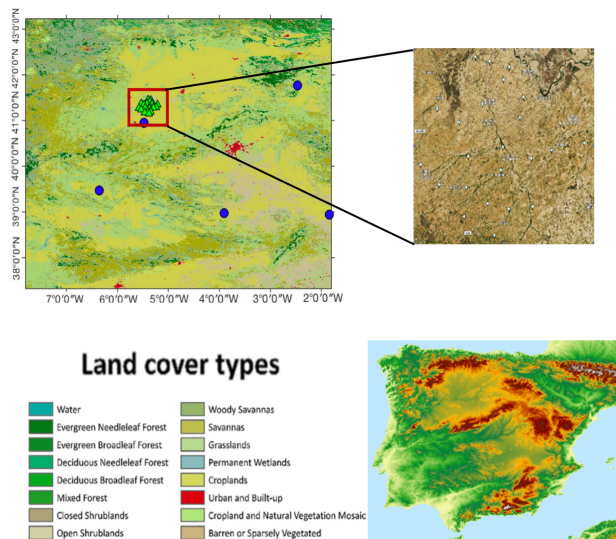 43°0'0"N
42°0'0"N
41°0'0"N
40°0'0"N
39°0'0"N
38°0'0"N
7°0'0"W 6°0'0"W 5°0'0"W 4°0'0"W 3°0'0"W 2°0'0"W
Land cover types
Water
Evergreen Needleleaf Forest
Evergreen Broadleaf Forest
Deciduous Needleleaf Forest
Deciduous Broadleaf Forest
Mixed Forest
Closed Shrublands
Open Shrublands
Woody Savannas
Savannas
Grasslands
Permanent Wetlands
Croplands
Urban and Built-up
Cropland and Natural Vegetation Mosaic
Barren or Sparsely Vegetated